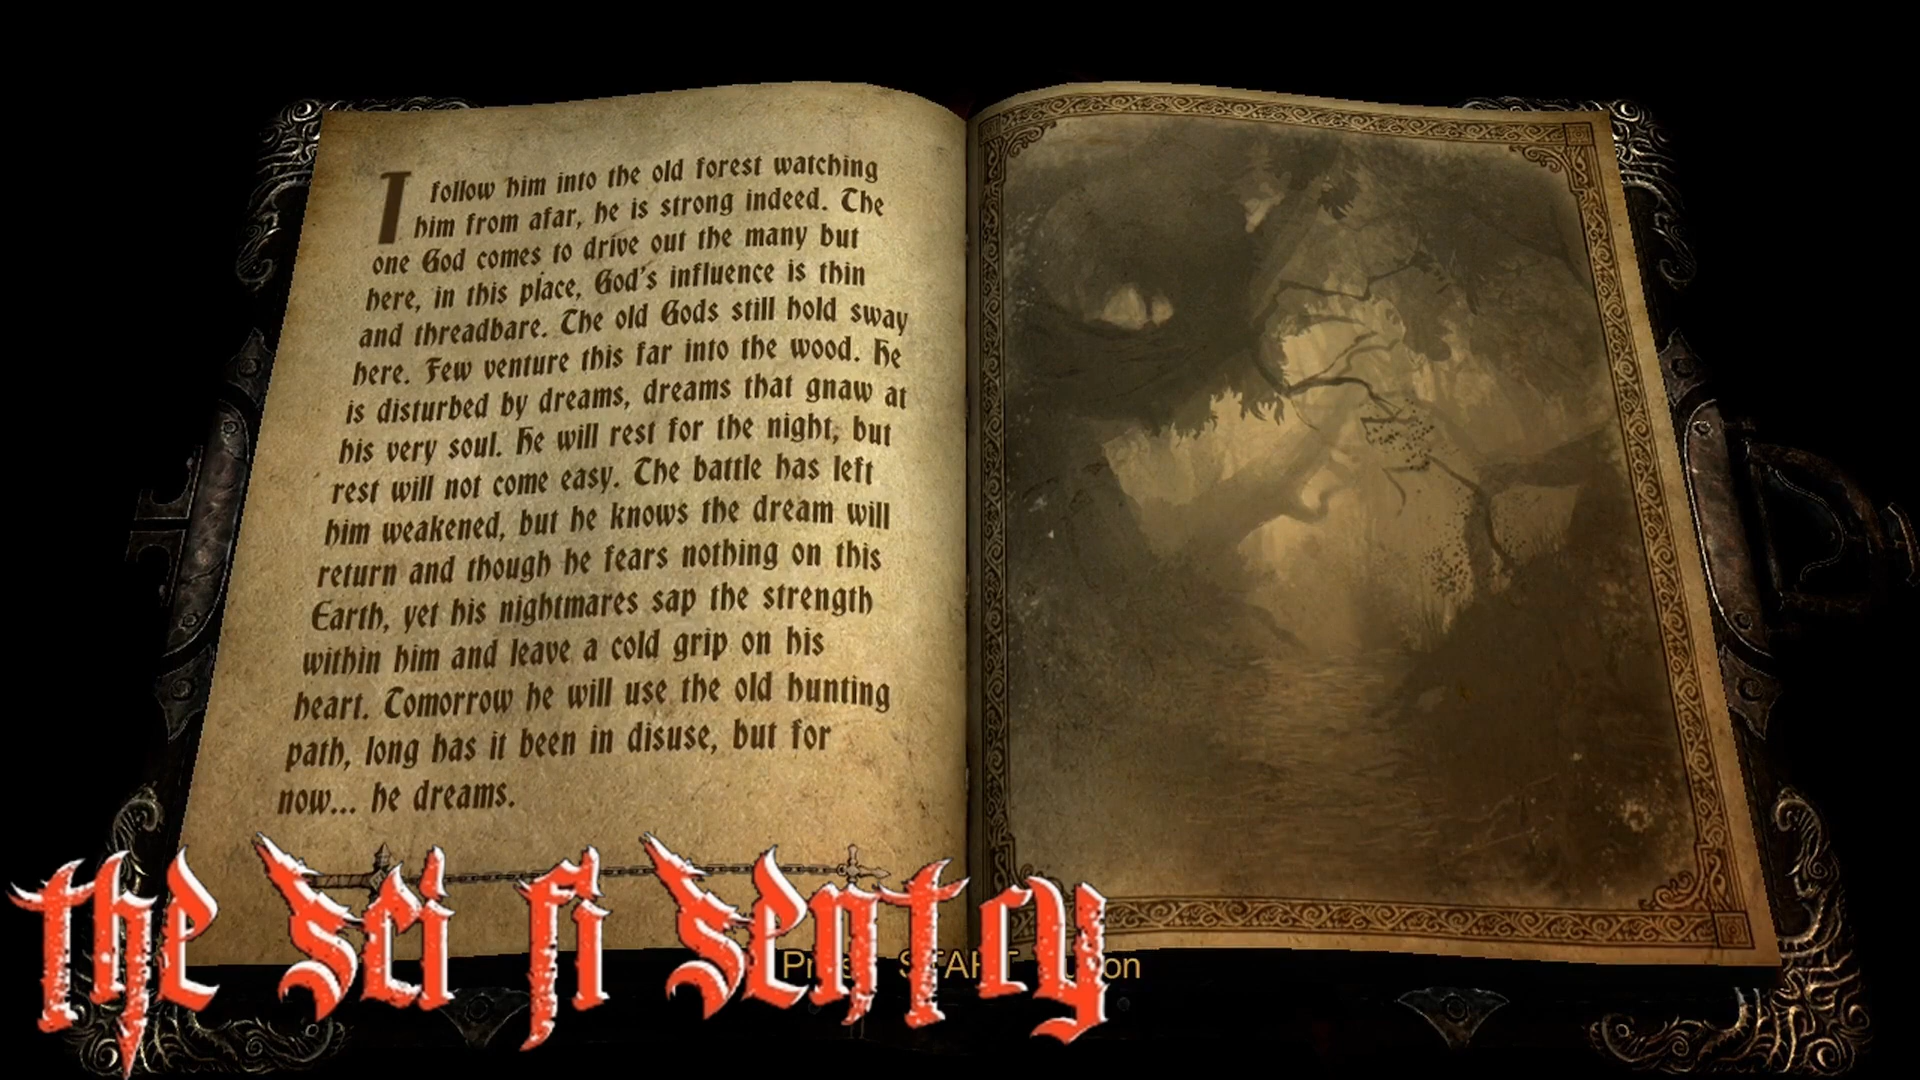 I follow him into the old forest watching
him from afar, he is strong indeed. The
one God comes to drive out the many but
here, in this place, God's influence is thin
and threadbare. The old Gods still hold sway
here. Few venture this far into the wood. He
is disturbed by dreams, dreams that gnaw at
his very soul. He will rest for the night, but
rest will not come easy. The battle has left
him weakened, but he knows the dream will
return and though he fears nothing on this
Earth, yet his nightmares sap the strength
within him and leave a cold grip on his
heart. Tomorrow he will use the old hunting
path, long has it been in disuse, but for
now... he dreams.
the sci fi sentry
Press START button